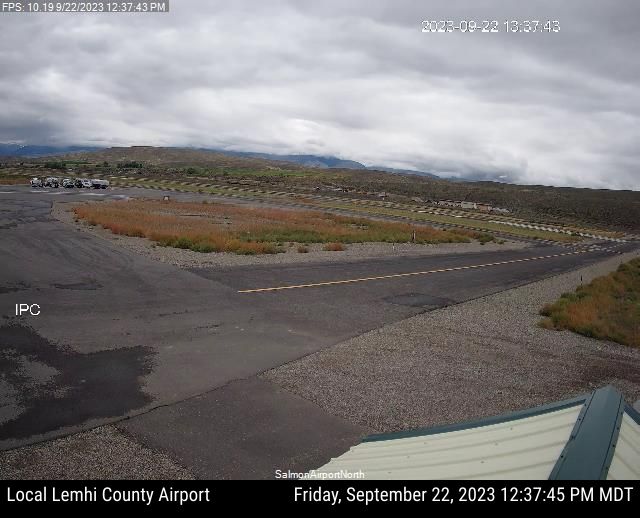 FPS: 10.19 9/22/2023 12:37:43 PM
2023-09-22 13:37:43
IPC
SalmonAirportNorth
Local Lemhi County Airport
Friday, September 22, 2023 12:37:45 PM MDT